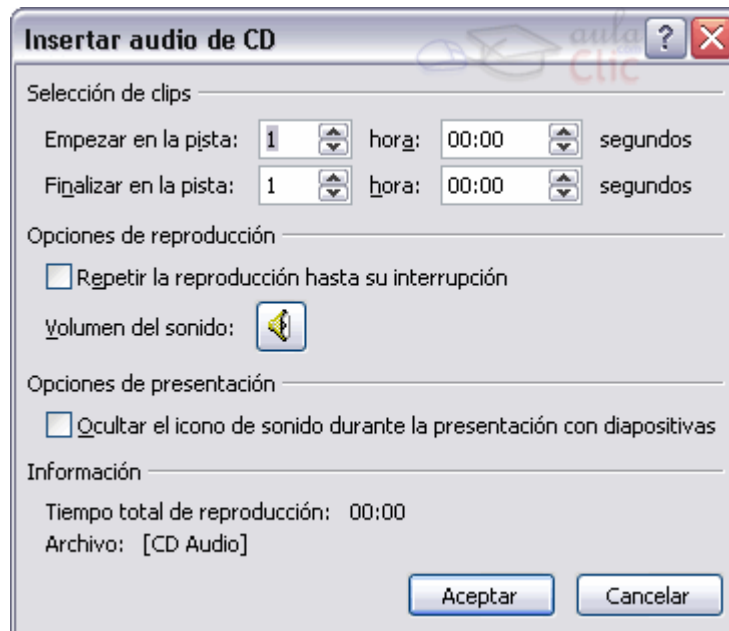 Insertar audio de CD
aula
Clic
?
Selección de clips
Empezar en la pista: 1 hora: 00:00 segundos
Finalizar en la pista: 1 hora: 00:00 segundos
Opciones de reproducción
Repetir la reproducción hasta su interrupción
Volumen del sonido:
Opciones de presentación
Ocultar el icono de sonido durante la presentación con diapositivas
Información
Tiempo total de reproducción: 00:00
Archivo: [CD Audio]
Aceptar Cancelar